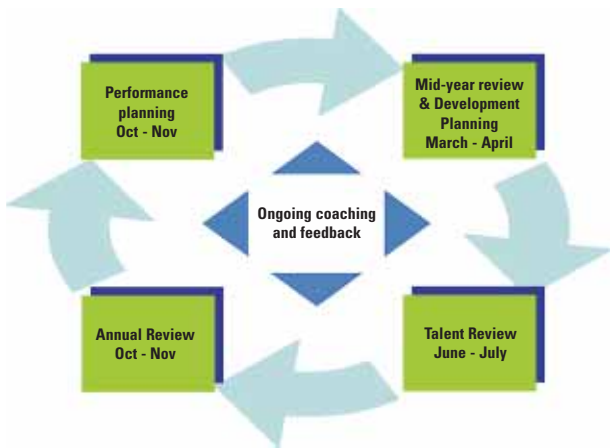 Performance
planning
Oct - Nov
Mid-year review
& Development
Planning
March - April
Ongoing coaching
and feedback
Annual Review
Oct - Nov
Talent Review
June - July